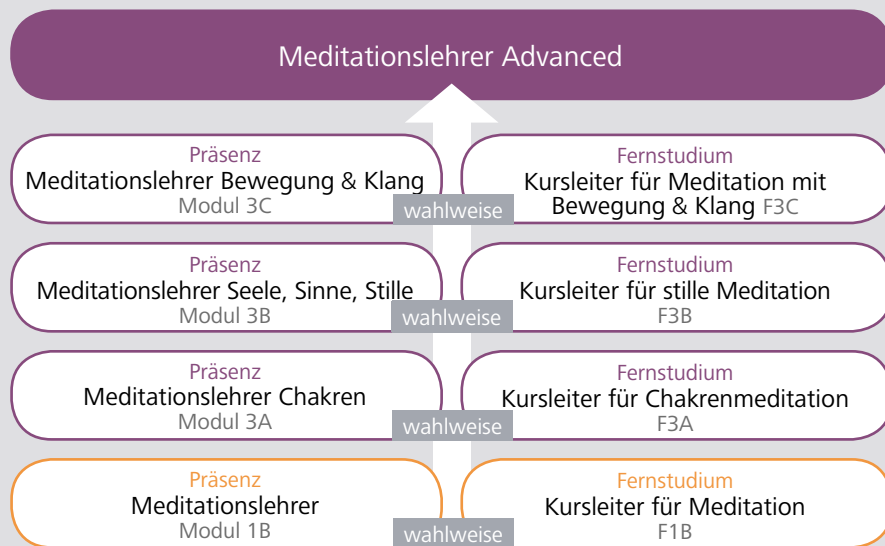 Meditationslehrer Advanced
Präsenz
Meditationslehrer Bewegung & Klang
Modul 3C
wahlweise
Fernstudium
Kursleiter für Meditation mit
Bewegung & Klang F3C
Präsenz
Meditationslehrer Seele, Sinne, Stille
Modul 3B
wahlweise
Fernstudium
Kursleiter für stille Meditation
F3B
Präsenz
Meditationslehrer Chakren
Modul 3A
wahlweise
Fernstudium
Kursleiter für Chakrenmeditation
F3A
Präsenz
Meditationslehrer
Modul 1B
wahlweise
Fernstudium
Kursleiter für Meditation
F1B